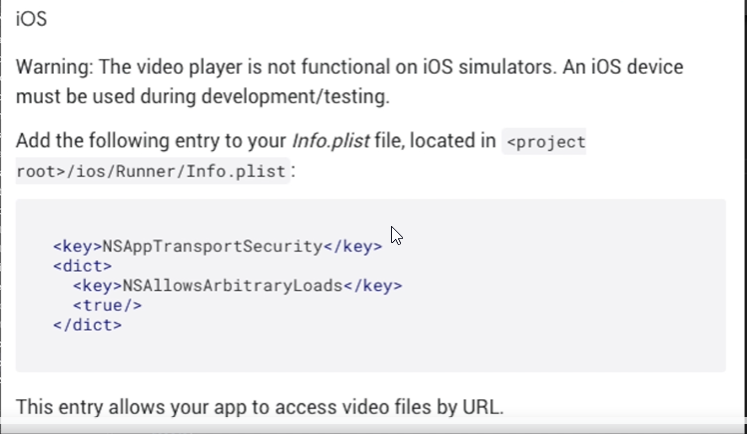 iOS
Warning: The video player is not functional on iOS simulators. An iOS device
must be used during development/testing.
Add the following entry to your Info.plist file, located in <project
root>/ios/Runner/Info.plist:
<key>NSAppTransportSecurity</key>
<dict>
<key>NSAllowsArbitraryLoads</key>
<true/>
</dict>
This entry allows your app to access video files by URL.